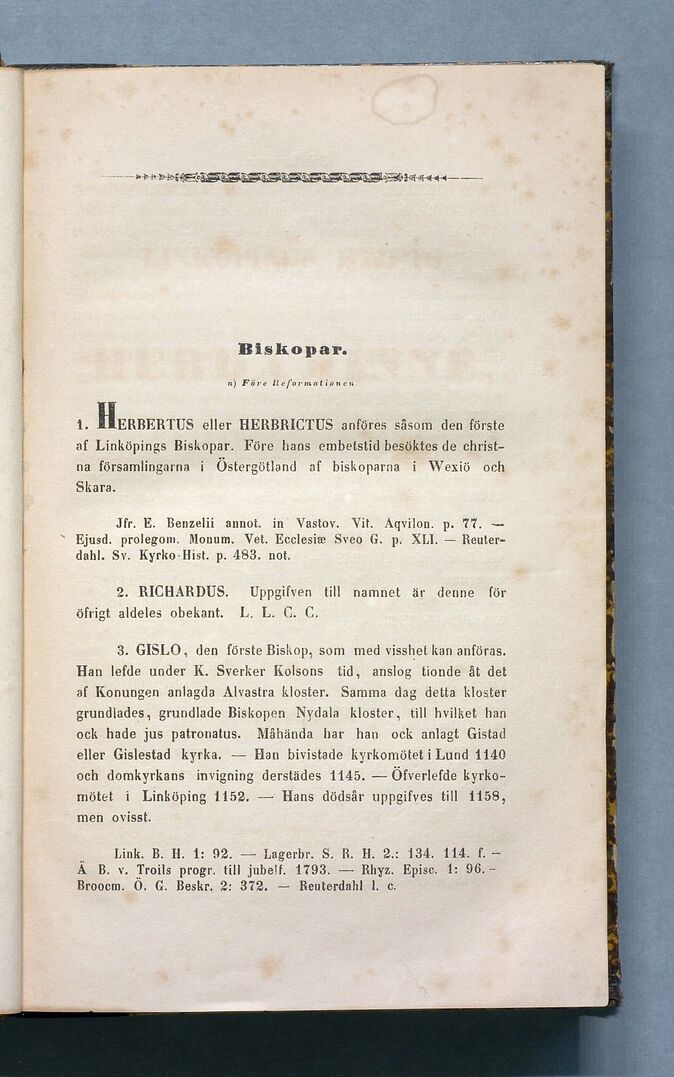 Biskopar.
a) Före Reformationen
1. HERBERTUS eller HERBRICTUS anföres såsom den förste
af Linköpings Biskopar. Före hans embetstid besöktes de christ-
na församlingarna i Östergötland af biskoparna i Wexiö och
Skara.
Jfr. E. Benzelii annot. in Vastov. Vit. Aqvilon. p. 77. —
Ejusd. prolegom. Monum. Vet. Ecclesiæ Sveo G. p. XLI. — Reuter-
dahl. Sv. Kyrko-Hist. p. 483. not.
2. RICHARDUS. Uppgifven till namnet är denne för
öfrigt aldeles obekant. L. L. C. C.
3. GISLO, den förste Biskop, som med visshet kan anföras.
Han lefde under K. Sverker Kolsons tid, anslog tionde åt det
af Konungen anlagda Alvastra kloster. Samma dag detta kloster
grundlades, grundlade Biskopen Nydala kloster, till hvilket han
ock hade jus patronatus. Måhända har han ock anlagt Gistad
eller Gislestad kyrka. — Han bivistade kyrkomötet i Lund 1140
och domkyrkans invigning derstädes 1145. — Öfverlefde kyrko-
mötet i Linköping 1152. — Hans dödsår uppgifves till 1158,
men ovisst.
Link. B. H. 1: 92. — Lagerbr. S. R. H. 2.: 134. 114. f. –
Ä B. v. Troils progr. till jubelf. 1793. — Rhyz. Episc. 1: 96. –
Broocm. Ö. G. Beskr. 2: 372. — Reuterdahl l. c.